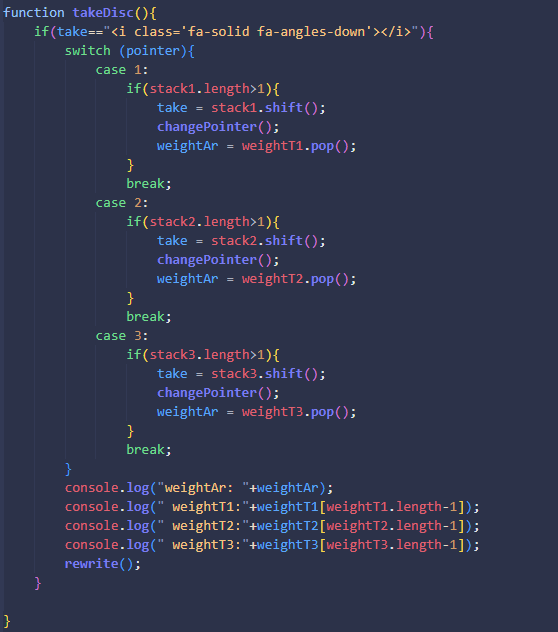 function takeDisc(){
    if(take=="<i class='fa-solid fa-angles-down'></i>"){
        switch (pointer){
            case 1:
                if(stack1.length>1){
                    take = stack1.shift();
                    changePointer();
                    weightAr = weightT1.pop();
                }
                break;
            case 2:
                if(stack2.length>1){
                    take = stack2.shift();
                    changePointer();
                    weightAr = weightT2.pop();
                }
                break;
            case 3:
                if(stack3.length>1){
                    take = stack3.shift();
                    changePointer();
                    weightAr = weightT3.pop();
                }
                break;
        }
        console.log("weightAr: "+weightAr);
        console.log(" weightT1:"+weightT1[weightT1.length-1]);
        console.log(" weightT2:"+weightT2[weightT2.length-1]);
        console.log(" weightT3:"+weightT3[weightT3.length-1]);
        rewrite();
    }

}